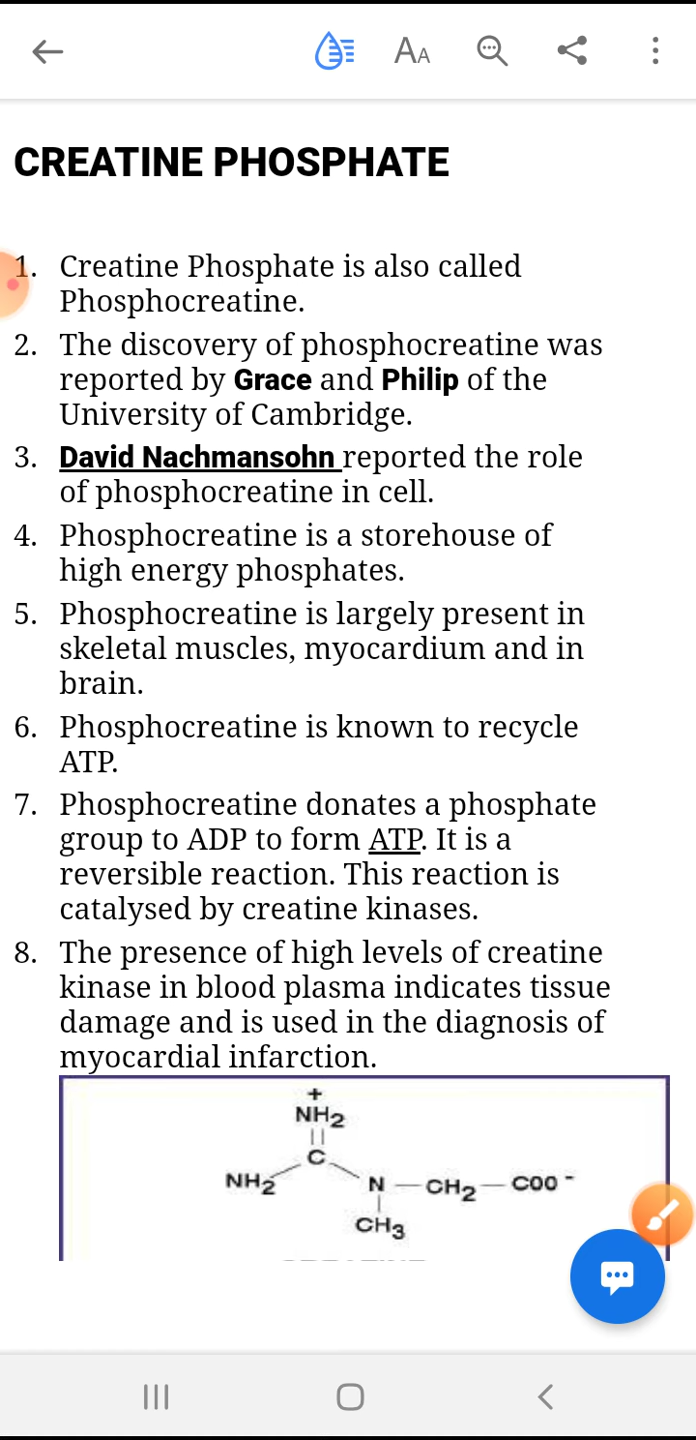 AA
CREATINE PHOSPHATE
1. Creatine Phosphate is also called
Phosphocreatine.
2. The discovery of phosphocreatine was
reported by Grace and Philip of the
University of Cambridge.
3. David Nachmansohn reported the role
of phosphocreatine in cell.
4. Phosphocreatine is a storehouse of
high energy phosphates.
5. Phosphocreatine is largely present in
skeletal muscles, myocardium and in
brain.
6. Phosphocreatine is known to recycle
ATP.
7. Phosphocreatine donates a phosphate
group to ADP to form ATP. It is a
reversible reaction. This reaction is
catalysed by creatine kinases.
8. The presence of high levels of creatine
kinase in blood plasma indicates tissue
damage and is used in the diagnosis of
myocardial infarction.
+
NH2
C
NH2 N CH2 COO-
CH3